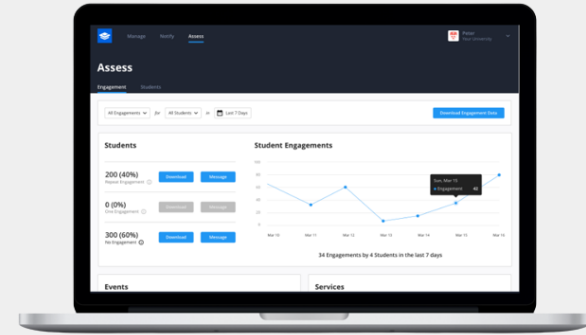 Manage Notify Assess
Peter
Your University
Assess
Engagement Students
All Engagements for All Students in Last 7 Days
Download Engagement Data
Students
200 (40%)
Repeat Engagement
Download Message
0 (0%)
One Engagement
Download Message
300 (60%)
No Engagement
Download Message
Student Engagements
100
80
60
40
20
0
Sun, Mar 15
Engagement 40
Mar 10 Mar 11 Mar 12 Mar 13 Mar 14 Mar 15 Mar 16
34 Engagements by 4 Students in the last 7 days
Events
Services